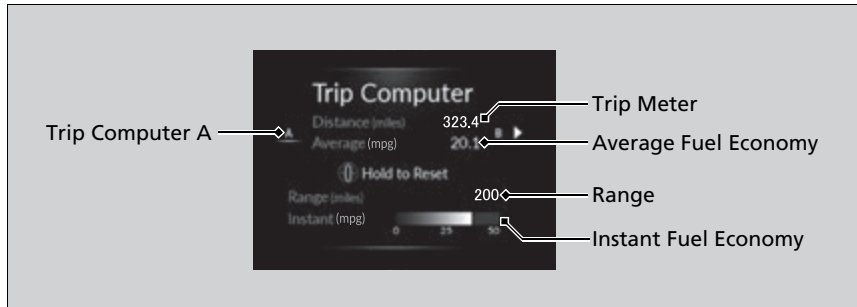 Trip Computer
Trip Computer A
A
Distance (miles) 323.4
B
Trip Meter
Average (mpg) 20.1
Average Fuel Economy
Hold to Reset
Range (miles) 200
Range
Instant (mpg)
0 25 50
Instant Fuel Economy